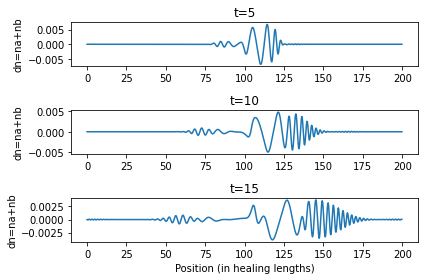 t=5
dn=na+nb
0.005
0.000
−0.005
0 25 50 75 100 125 150 175 200
t=10
dn=na+nb
0.005
0.000
−0.005
0 25 50 75 100 125 150 175 200
t=15
dn=na+nb
0.0025
0.0000
−0.0025
0 25 50 75 100 125 150 175 200
Position (in healing lengths)